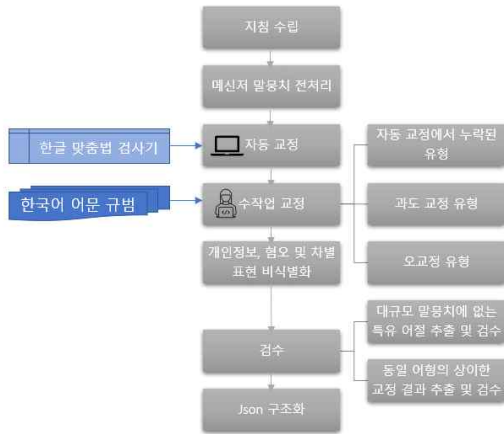 지침 수립
메신저 말뭉치 전처리
한글 맞춤법 검사기
자동 교정
자동 교정에서 누락된
유형
한국어 어문 규범
수작업 교정
과도 교정 유형
개인정보, 혐오 및 차별
표현 비식별화
오교정 유형
대규모 말뭉치에 없는
특유 어절 추출 및 검수
검수
동일 어형의 상이한
교정 결과 추출 및 검수
Json 구조화